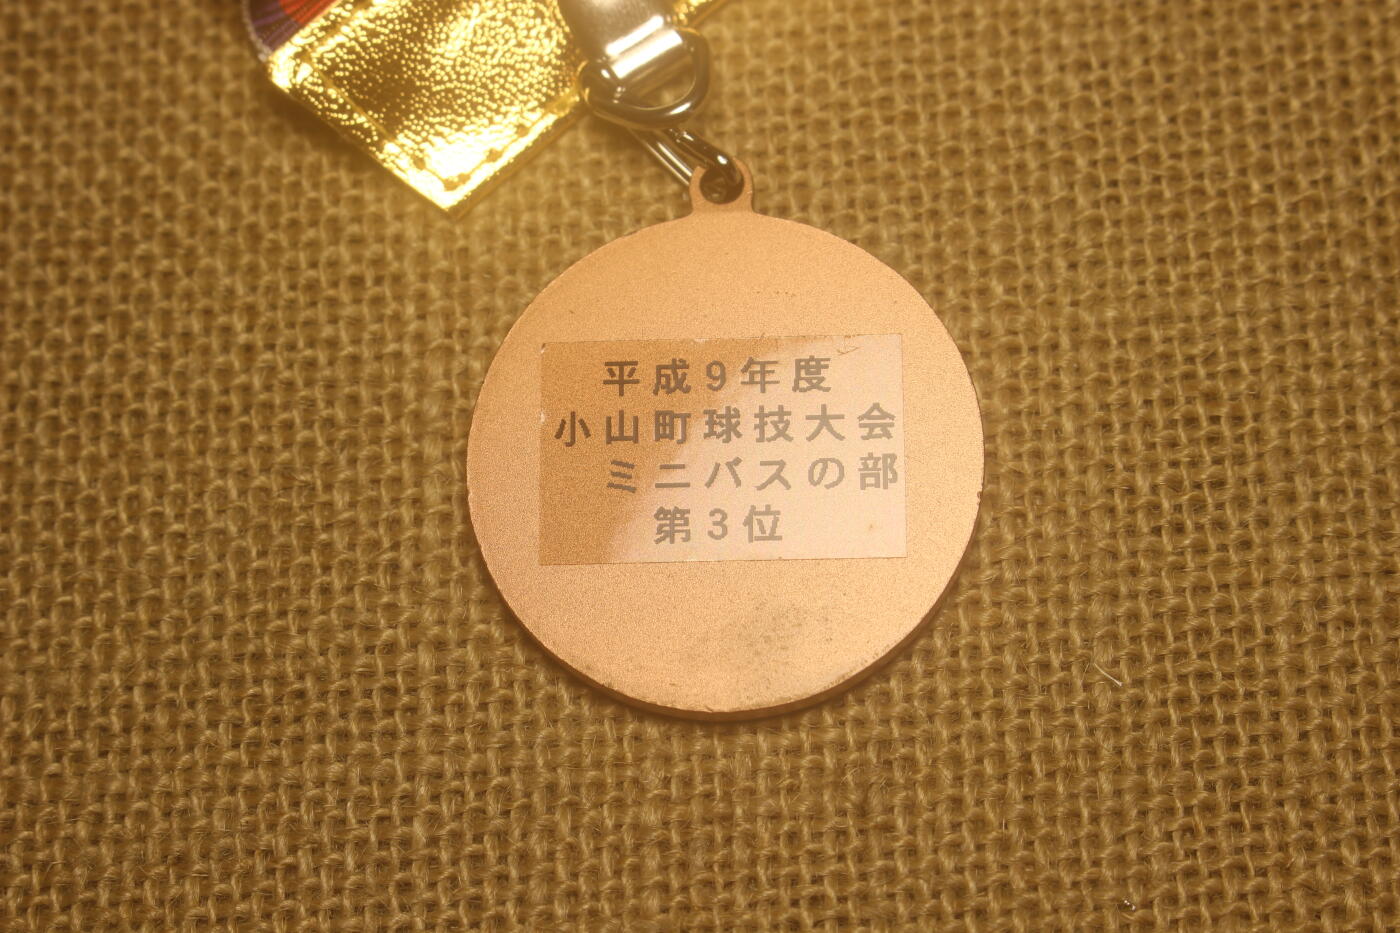 平成9年度
小山町球技大会
ミニバスの部
第3位